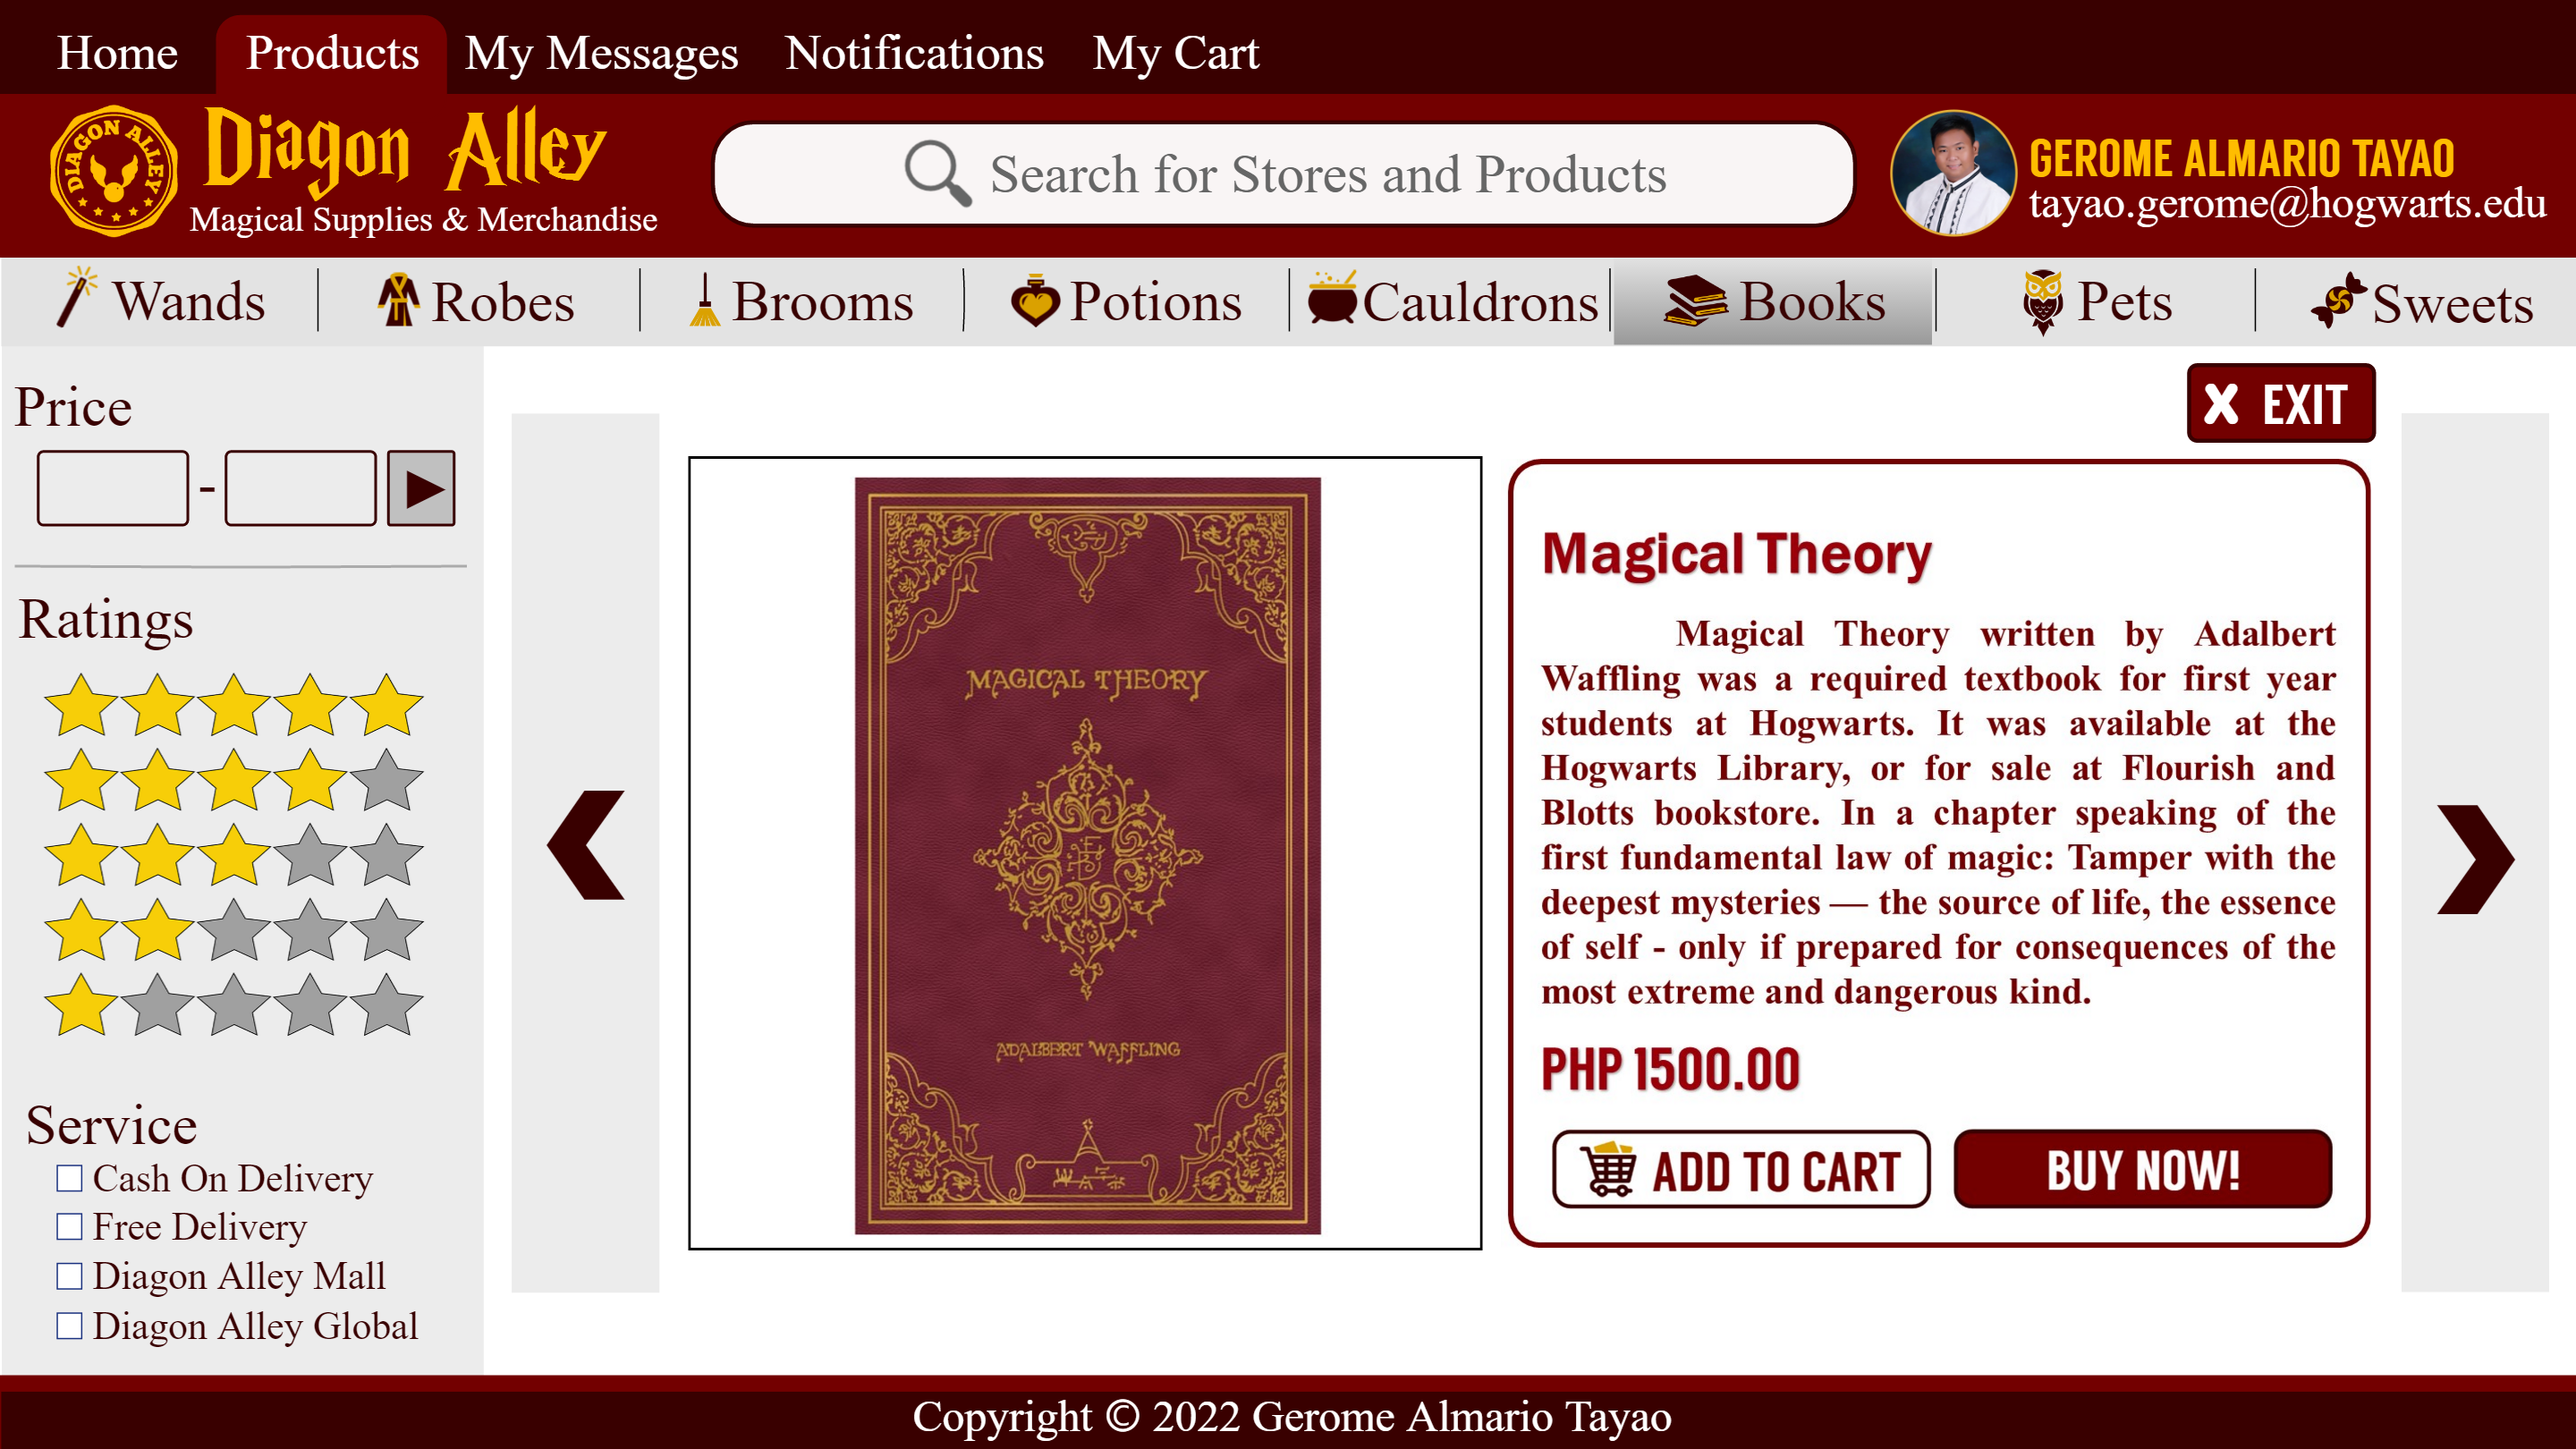 Home Products My Messages Notifications My Cart
DIAGON ALLEY
Diagon Alley
Magical Supplies & Merchandise
Search for Stores and Products
GEROME ALMARIO TAYAO
tayao.gerome@hogwarts.edu
Wands Robes Brooms Potions Cauldrons Books Pets Sweets
Price
-
Ratings
Service
Cash On Delivery
Free Delivery
Diagon Alley Mall
Diagon Alley Global
MAGICAL THEORY
ADALBERT WAFFLING
X EXIT
Magical Theory
Magical Theory written by Adalbert
Waffling was a required textbook for first year
students at Hogwarts. It was available at the
Hogwarts Library, or for sale at Flourish and
Blotts bookstore. In a chapter speaking of the
first fundamental law of magic: Tamper with the
deepest mysteries — the source of life, the essence
of self - only if prepared for consequences of the
most extreme and dangerous kind.
PHP 1500.00
ADD TO CART
BUY NOW!
Copyright © 2022 Gerome Almario Tayao